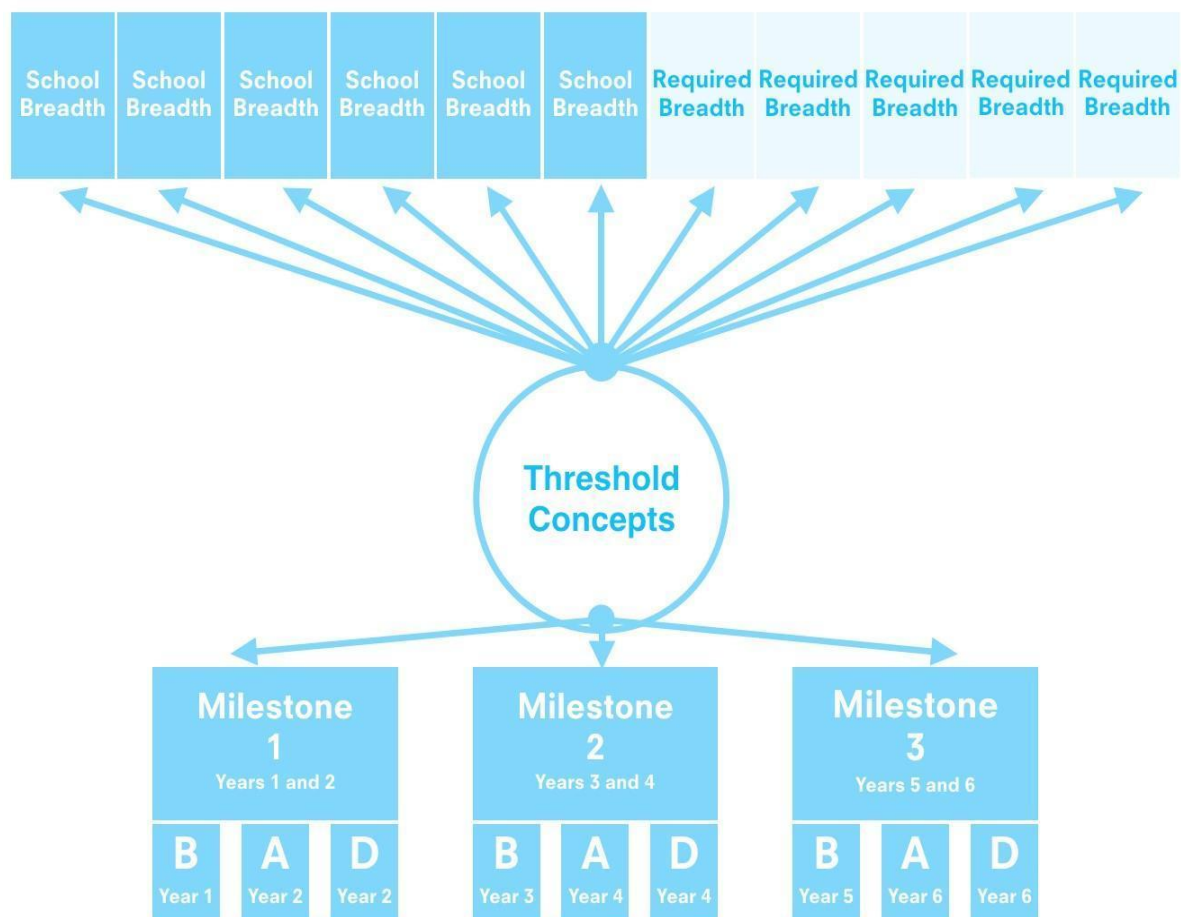 School Breadth
School Breadth
School Breadth
School Breadth
School Breadth
School Breadth
Required Breadth
Required Breadth
Required Breadth
Required Breadth
Required Breadth
Threshold
Concepts
Milestone
1
Years 1 and 2
B
Year 1
A
Year 2
D
Year 2
Milestone
2
Years 3 and 4
B
Year 3
A
Year 4
D
Year 4
Milestone
3
Years 5 and 6
B
Year 5
A
Year 6
D
Year 6